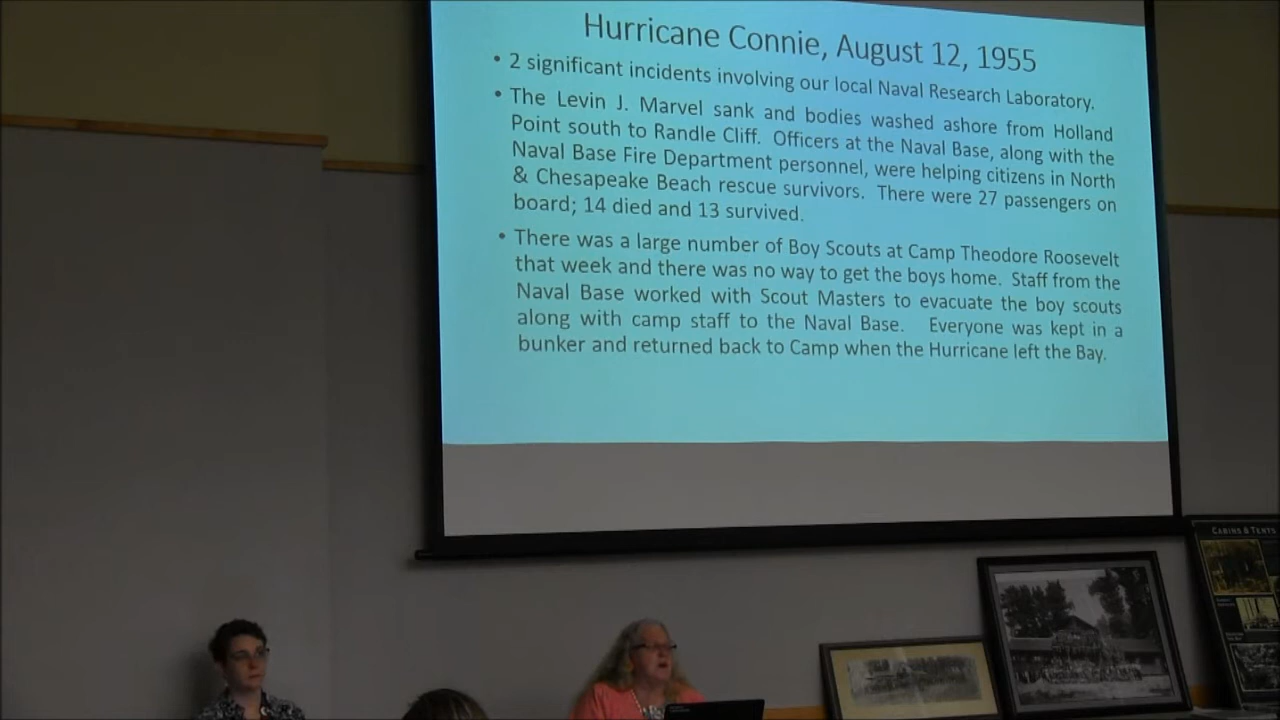 Hurricane Connie, August 12, 1955
• 2 significant incidents involving our local Naval Research Laboratory.
• The Levin J. Marvel sank and bodies washed ashore from Holland
Point south to Randle Cliff. Officers at the Naval Base, along with the
Naval Base Fire Department personnel, were helping citizens in North
& Chesapeake Beach rescue survivors. There were 27 passengers on
board; 14 died and 13 survived.
• There was a large number of Boy Scouts at Camp Theodore Roosevelt
that week and there was no way to get the boys home. Staff from the
Naval Base worked with Scout Masters to evacuate the boy scouts
along with camp staff to the Naval Base. Everyone was kept in a
bunker and returned back to Camp when the Hurricane left the Bay.
CABINS & TENTS